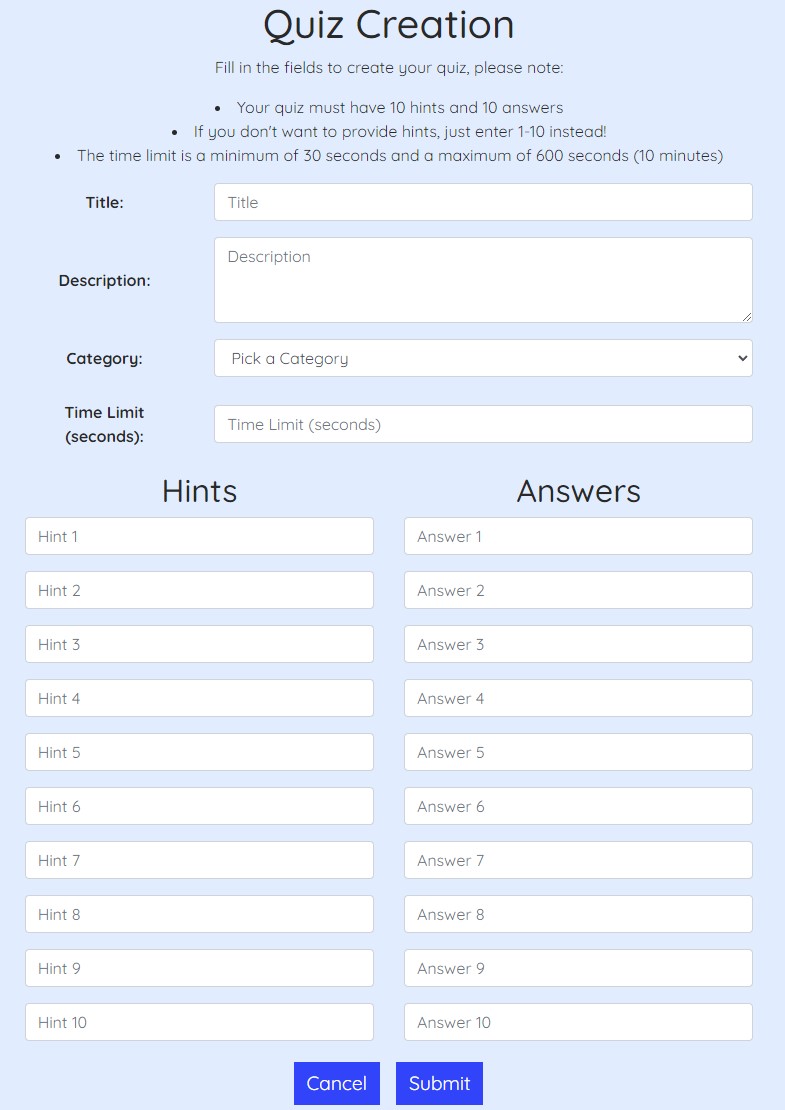 Quiz Creation
Fill in the fields to create your quiz, please note:
• Your quiz must have 10 hints and 10 answers
• If you don't want to provide hints, just enter 1-10 instead!
• The time limit is a minimum of 30 seconds and a maximum of 600 seconds (10 minutes)
Title: Title
Description: Description
Category: Pick a Category
Time Limit
(seconds): Time Limit (seconds)
Hints Answers
Hint 1 Answer 1
Hint 2 Answer 2
Hint 3 Answer 3
Hint 4 Answer 4
Hint 5 Answer 5
Hint 6 Answer 6
Hint 7 Answer 7
Hint 8 Answer 8
Hint 9 Answer 9
Hint 10 Answer 10
Cancel Submit